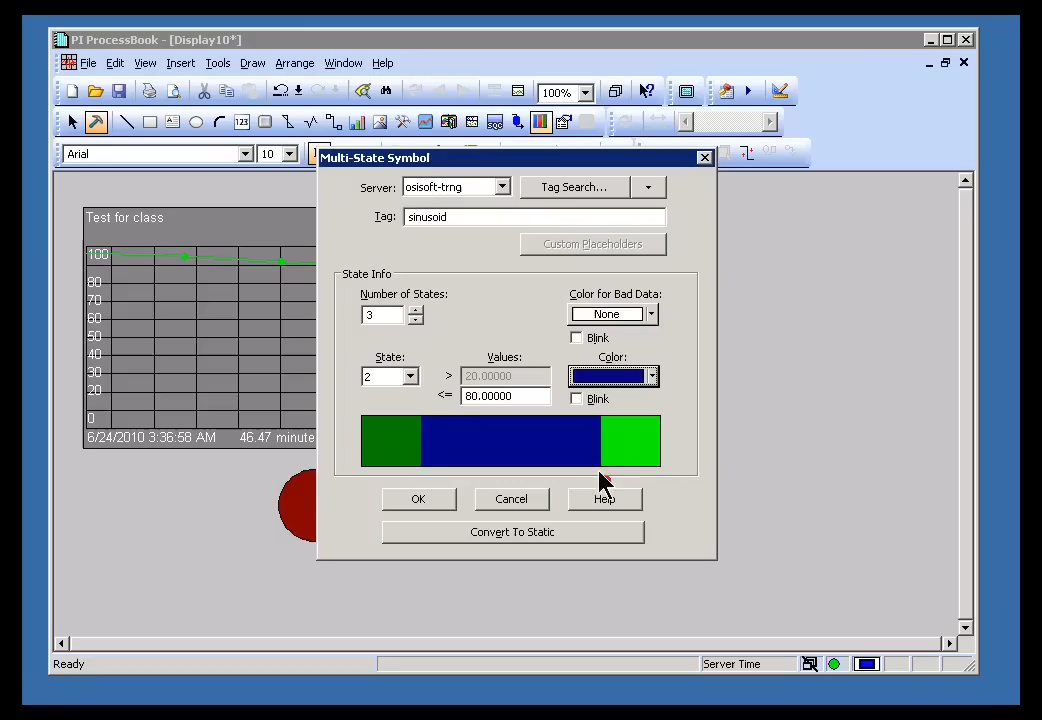 PI ProcessBook - [Display10*]
File Edit View Insert Tools Draw Arrange Window Help
100%
123
SQC
Arial 10
Multi-State Symbol
Server: osisoft-trng Tag Search...
Tag: sinusoid
Custom Placeholders
Test for class
100
80
70
60
50
40
30
20
0
6/24/2010 3:36:58 AM 46.47 minute
State Info
Number of States: Color for Bad Data:
3 None
Blink
State: Values: Color:
2 > 20.00000
<= 80.00000 Blink
OK Cancel Help
Convert To Static
Ready Server Time